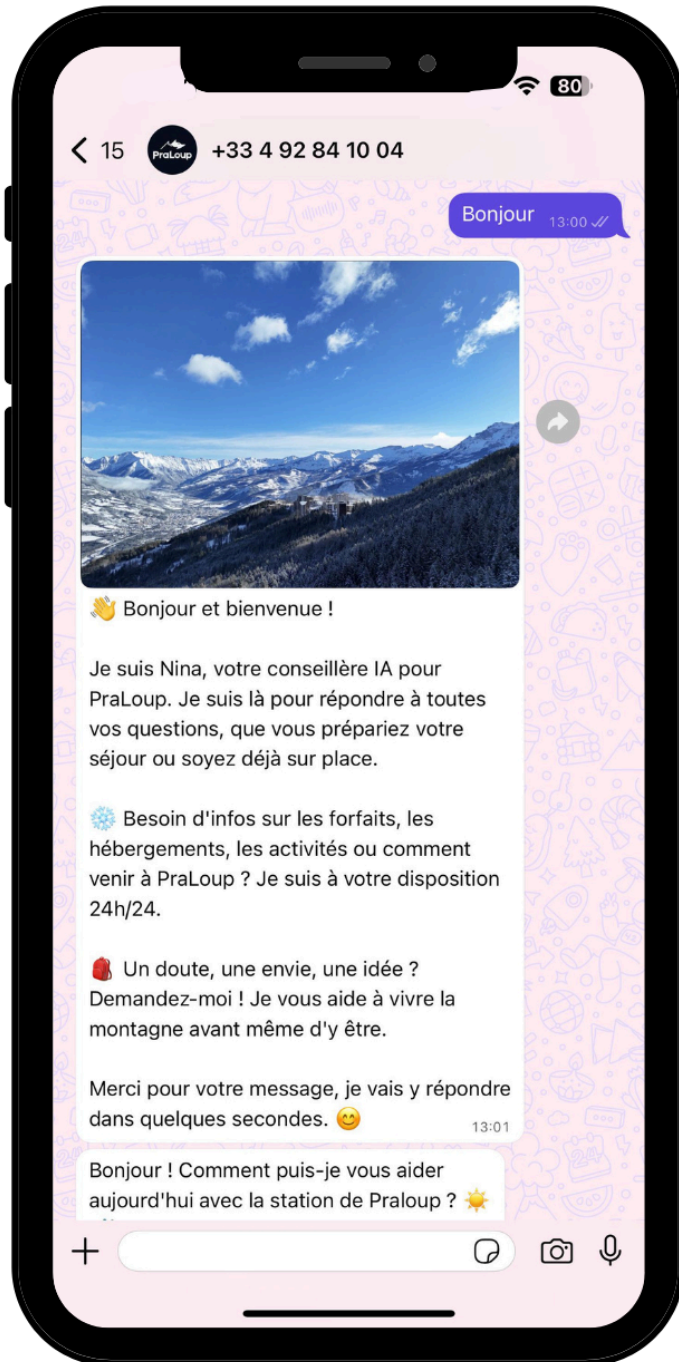 80
15
PraLoup
+33 4 92 84 10 04
Bonjour
13:00
👋 Bonjour et bienvenue !
Je suis Nina, votre conseillère IA pour
PraLoup. Je suis là pour répondre à toutes
vos questions, que vous prépariez votre
séjour ou soyez déjà sur place.
❄️ Besoin d'infos sur les forfaits, les
hébergements, les activités ou comment
venir à PraLoup ? Je suis à votre disposition
24h/24.
🎒 Un doute, une envie, une idée ?
Demandez-moi ! Je vous aide à vivre la
montagne avant même d'y être.
Merci pour votre message, je vais y répondre
dans quelques secondes. 😊
13:01
Bonjour ! Comment puis-je vous aider
aujourd'hui avec la station de Praloup ? ☀️